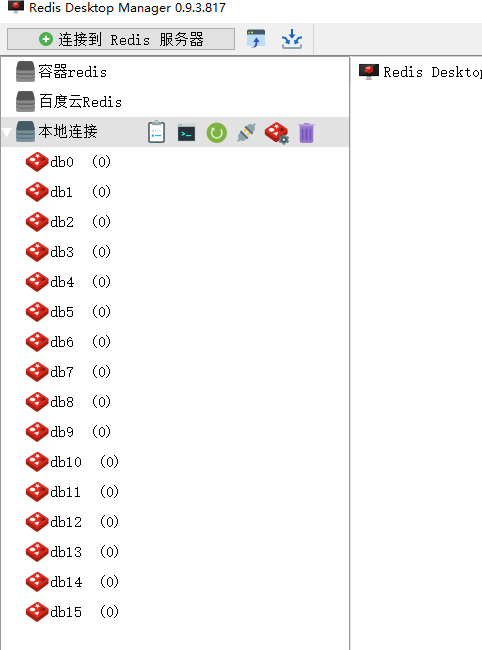 Redis Desktop Manager 0.9.3.817
连接到 Redis 服务器
容器redis
Redis Deskto
百度云Redis
本地连接
db0 (0)
db1 (0)
db2 (0)
db3 (0)
db4 (0)
db5 (0)
db6 (0)
db7 (0)
db8 (0)
db9 (0)
db10 (0)
db11 (0)
db12 (0)
db13 (0)
db14 (0)
db15 (0)